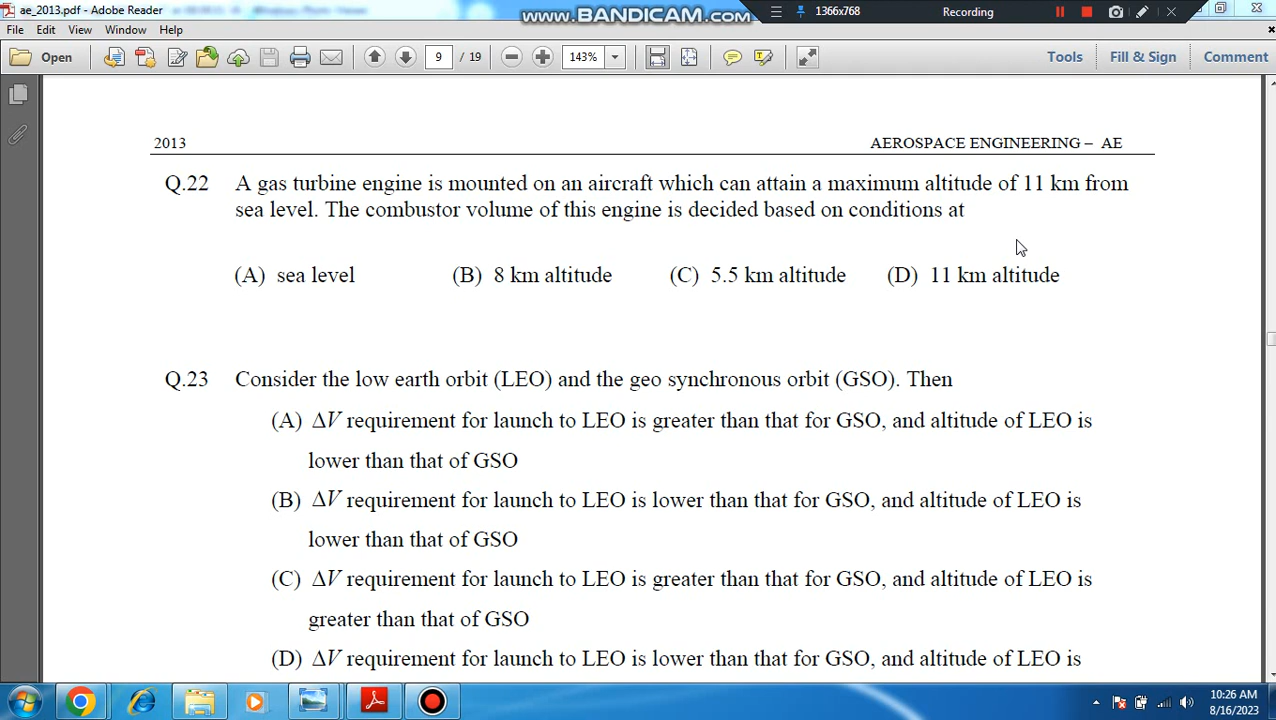 ae_2013.pdf - Adobe Reader
www.BANDICAM.com
1366x768
Recording
File Edit View Window Help
Open
9 / 19
143%
Tools
Fill & Sign
Comment
2013
AEROSPACE ENGINEERING – AE
Q.22 A gas turbine engine is mounted on an aircraft which can attain a maximum altitude of 11 km from
sea level. The combustor volume of this engine is decided based on conditions at
(A) sea level (B) 8 km altitude (C) 5.5 km altitude (D) 11 km altitude
Q.23 Consider the low earth orbit (LEO) and the geo synchronous orbit (GSO). Then
(A) ΔV requirement for launch to LEO is greater than that for GSO, and altitude of LEO is
lower than that of GSO
(B) ΔV requirement for launch to LEO is lower than that for GSO, and altitude of LEO is
lower than that of GSO
(C) ΔV requirement for launch to LEO is greater than that for GSO, and altitude of LEO is
greater than that of GSO
(D) ΔV requirement for launch to LEO is lower than that for GSO, and altitude of LEO is
10:26 AM
8/16/2023